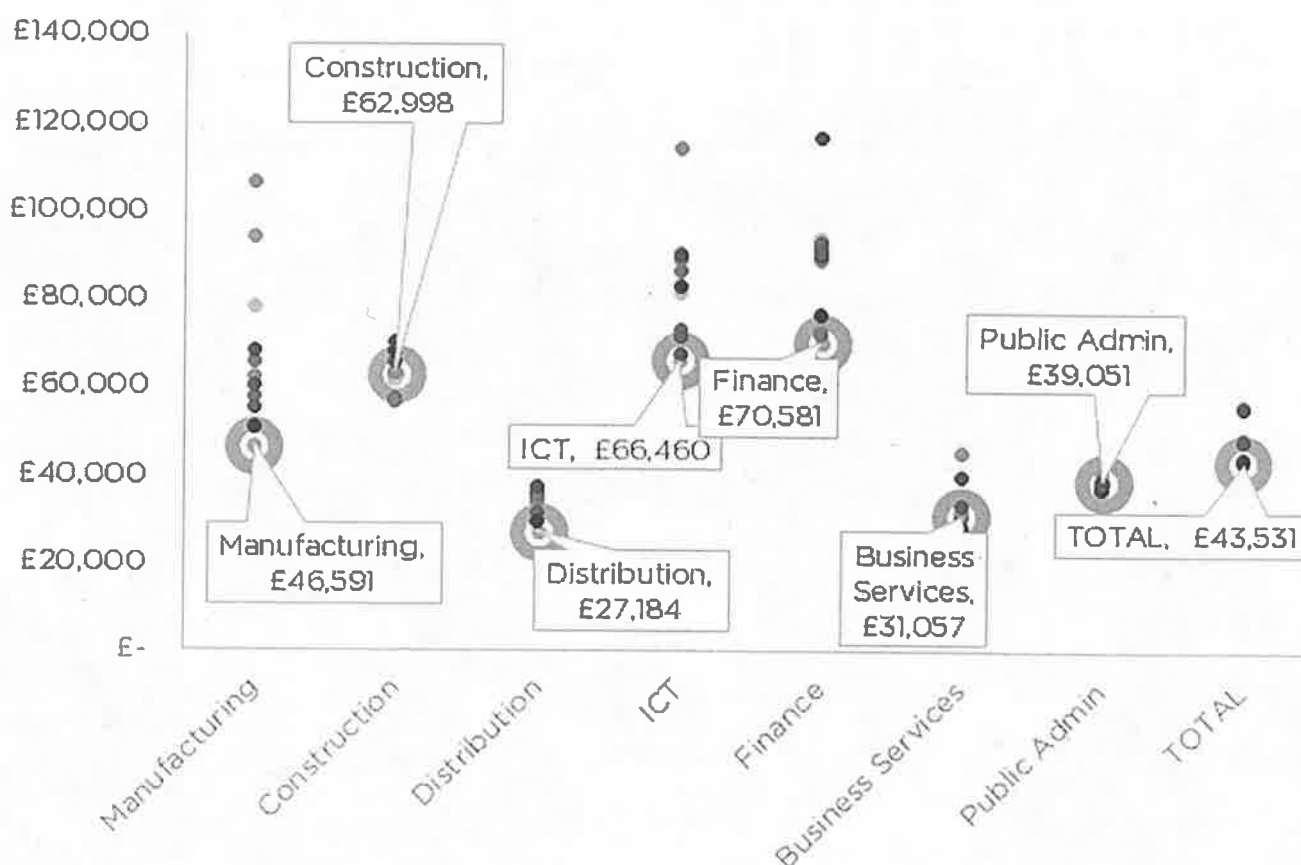 £140,000
£120,000
£100,000
£80,000
£60,000
£40,000
£20,000
£-
Construction,
£62,998
Manufacturing,
£46,591
Distribution,
£27,184
ICT, £66,460
Finance,
£70,581
Business
Services,
£31,057
Public Admin,
£39,051
TOTAL, £43,531
Manufacturing
Construction
Distribution
ICT
Finance
Business Services
Public Admin
TOTAL